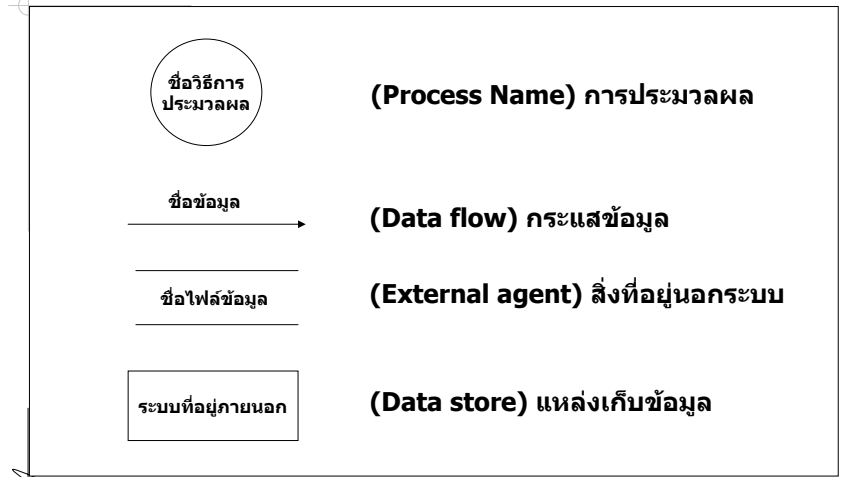 ชื่อวิธีการ
ประมวลผล
(Process Name) การประมวลผล
ชื่อข้อมูล
(Data flow) กระแสข้อมูล
ชื่อไฟล์ข้อมูล
(External agent) สิ่งที่อยู่นอกระบบ
ระบบที่อยู่ภายนอก
(Data store) แหล่งเก็บข้อมูล